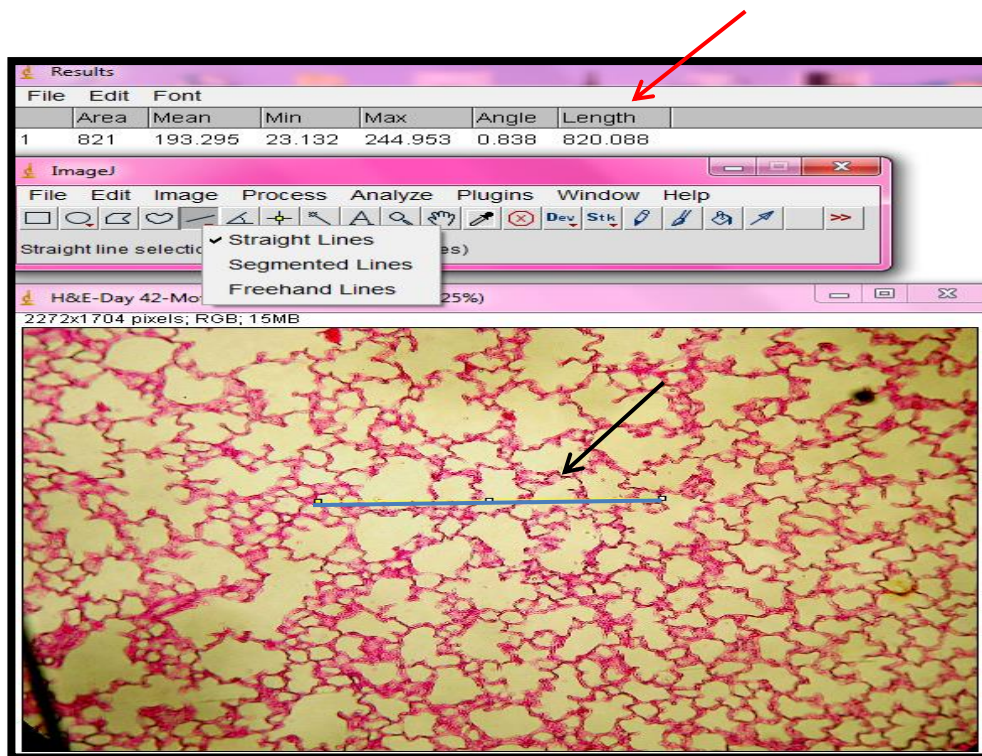 Results
File Edit Font
Area Mean Min Max Angle Length
1 821 193.295 23.132 244.953 0.838 820.088
ImageJ
File Edit Image Process Analyze Plugins Window Help
A Dev Stk >>
Straight line selectio s)
Straight Lines
Segmented Lines
Freehand Lines
H&E-Day 42-Mo 25%)
2272x1704 pixels; RGB; 15MB